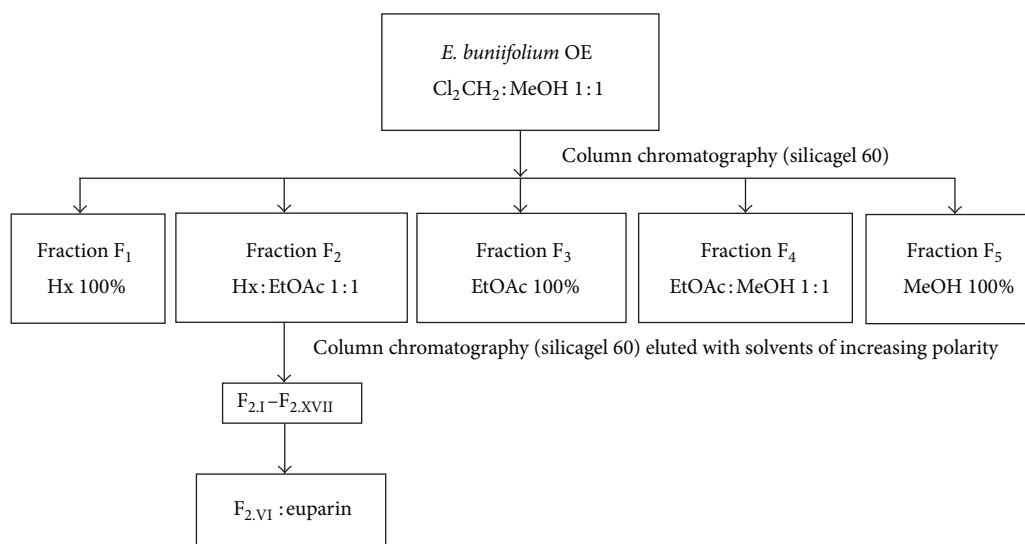 E. buniifolium OE
Cl₂CH₂:MeOH 1:1
Column chromatography (silicagel 60)
Fraction F₁
Hx 100%
Fraction F₂
Hx:EtOAc 1:1
Fraction F₃
EtOAc 100%
Fraction F₄
EtOAc:MeOH 1:1
Fraction F₅
MeOH 100%
Column chromatography (silicagel 60) eluted with solvents of increasing polarity
F2.I–F2.XVII
F2.VI:euparin